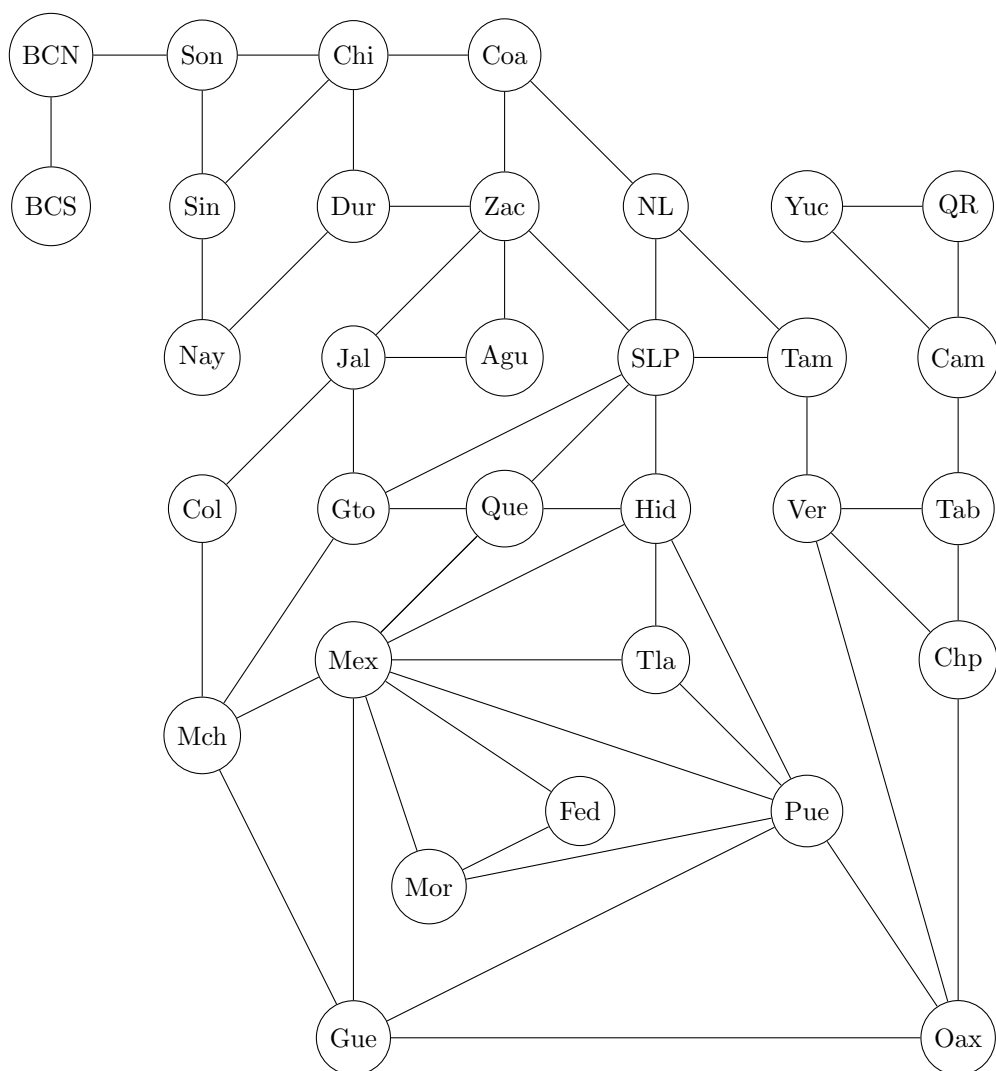 BCN Son Chi Coa
BCS Sin Dur Zac NL Yuc QR
Nay Jal Agu SLP Tam Cam
Col Gto Que Hid Ver Tab
Mex Tla Chp
Mch
Fed Pue
Mor
Gue Oax